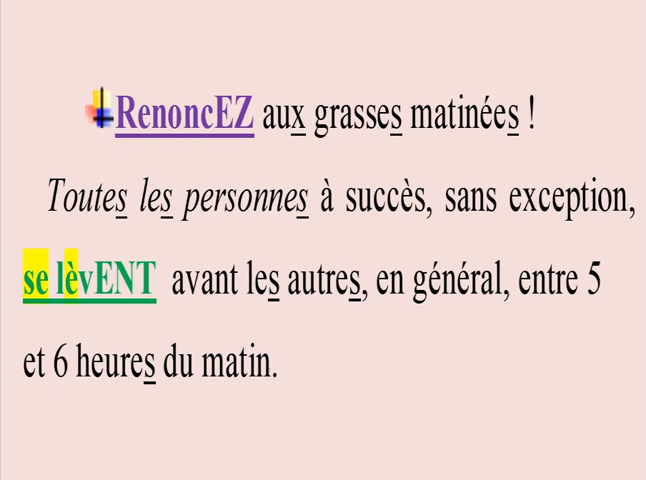 RenoncEZ aux grasses matinées !
Toutes les personnes à succès, sans exception,
se lèvENT avant les autres, en général, entre 5
et 6 heures du matin.